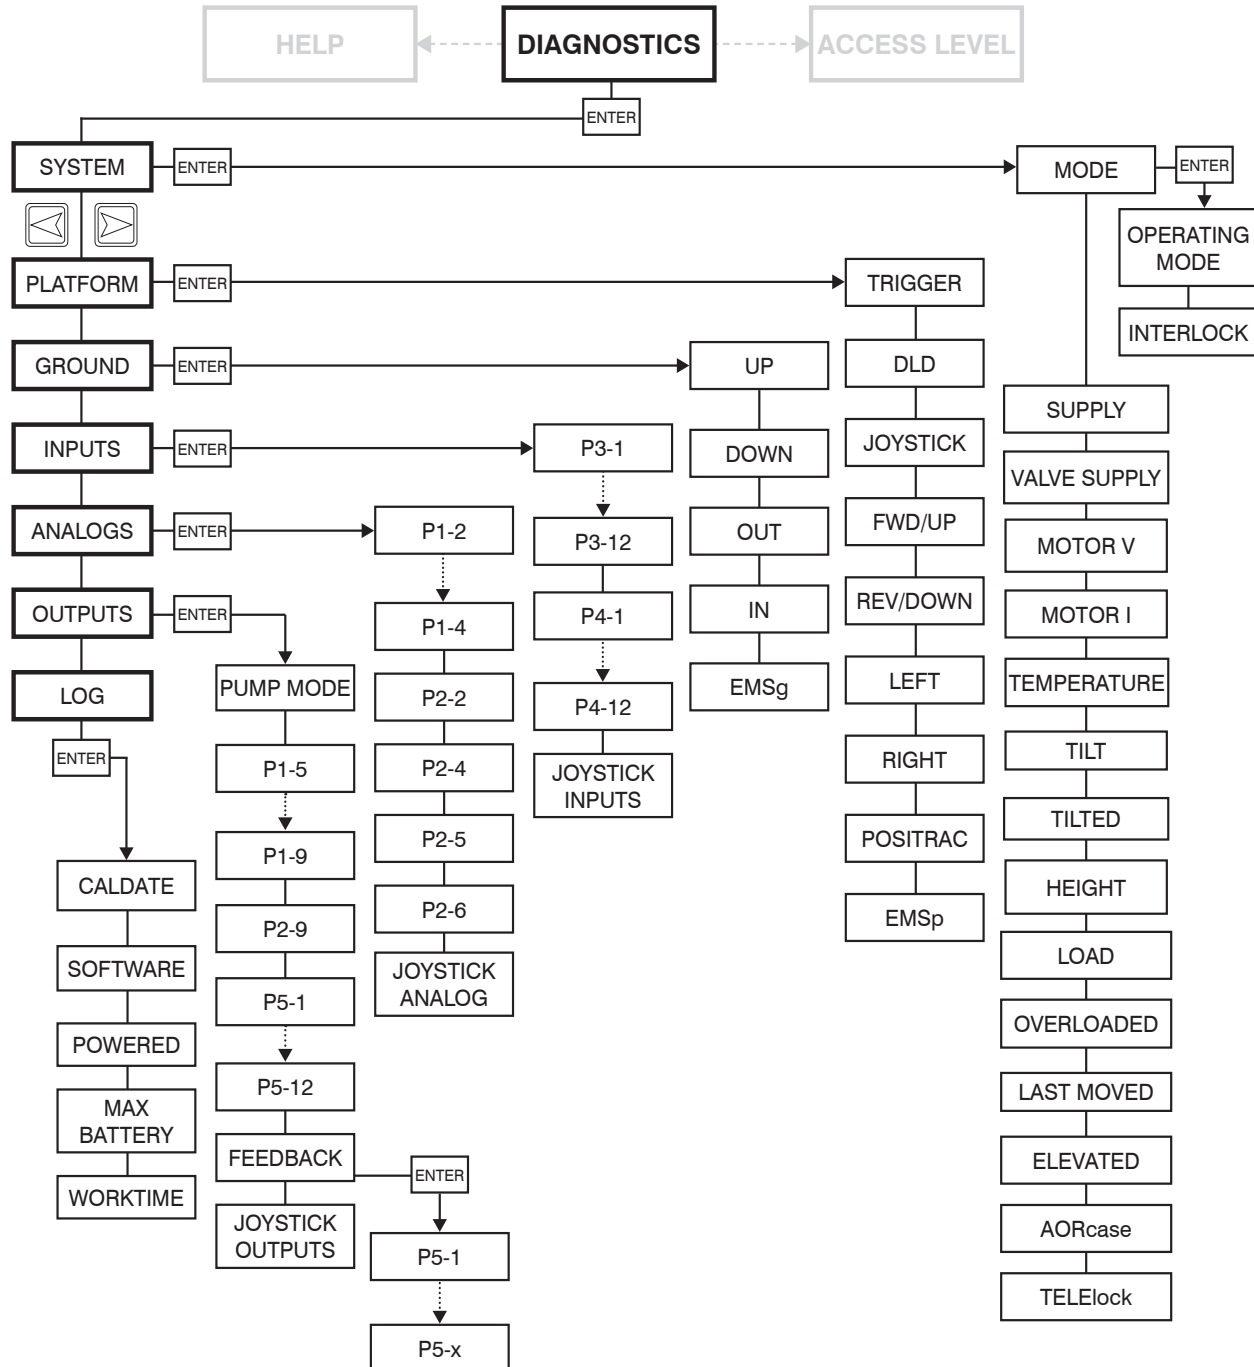 HELP
DIAGNOSTICS
ACCESS LEVEL
ENTER
SYSTEM
ENTER
MODE
ENTER
OPERATING
MODE
INTERLOCK
SUPPLY
VALVE SUPPLY
MOTOR V
MOTOR I
TEMPERATURE
TILT
TILTED
HEIGHT
LOAD
OVERLOADED
LAST MOVED
ELEVATED
AORcase
TELElock
PLATFORM
ENTER
TRIGGER
DLD
JOYSTICK
FWD/UP
REV/DOWN
LEFT
RIGHT
POSITRAC
EMSp
GROUND
ENTER
UP
DOWN
OUT
IN
EMSg
INPUTS
ENTER
P3-1
P3-12
P4-1
P4-12
JOYSTICK
INPUTS
ANALOGS
ENTER
P1-2
P1-4
P2-2
P2-4
P2-5
P2-6
JOYSTICK
ANALOG
OUTPUTS
ENTER
PUMP MODE
P1-5
P1-9
P2-9
P5-1
P5-12
FEEDBACK
ENTER
P5-1
P5-x
JOYSTICK
OUTPUTS
LOG
ENTER
CALDATE
SOFTWARE
POWERED
MAX
BATTERY
WORKTIME